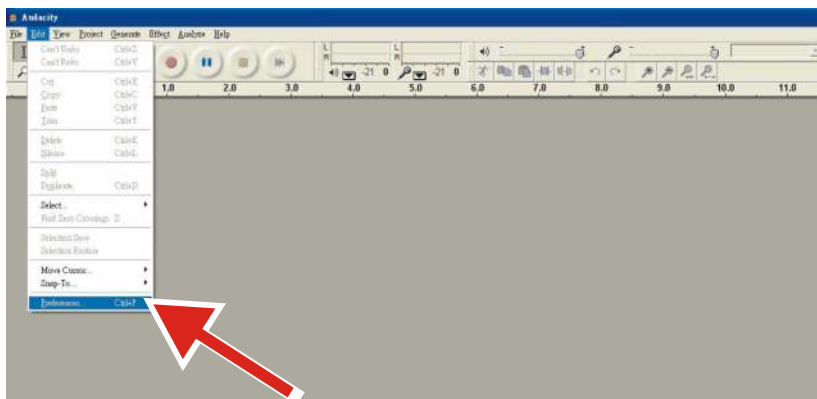 Audacity
File Edit View Project Generate Effect Analyze Help
Can't Undo Ctrl+Z
Can't Redo Ctrl+Y
Cut Ctrl+X
Copy Ctrl+C
Paste Ctrl+V
Trim Ctrl+T
Delete Ctrl+K
Silence Ctrl+L
Split
Duplicate Ctrl+D
Select...
Find Zero Crossings Z
Selection Save
Selection Restore
Move Cursor...
Snap-To...
Preferences... Ctrl+P
L R L R
-21 0 -21 0
1.0 2.0 3.0 4.0 5.0 6.0 7.0 8.0 9.0 10.0 11.0